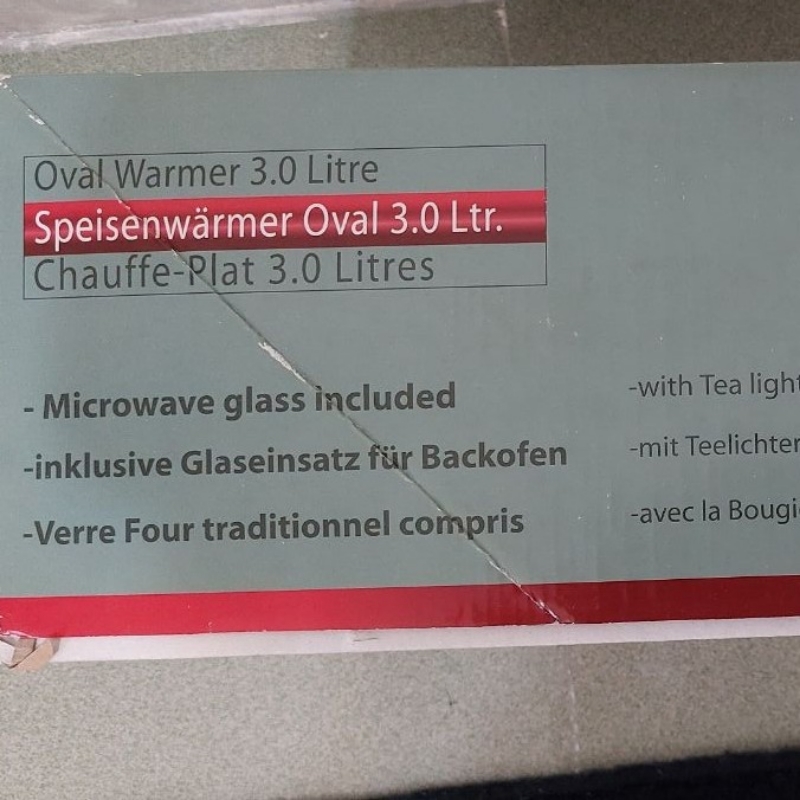 Oval Warmer 3.0 Litre
Speisenwärmer Oval 3.0 Ltr.
Chauffe-Plat 3.0 Litres
- Microwave glass included
-inklusive Glaseinsatz für Backofen
-Verre Four traditionnel compris
-with Tea light
-mit Teelichter
-avec la Bougi